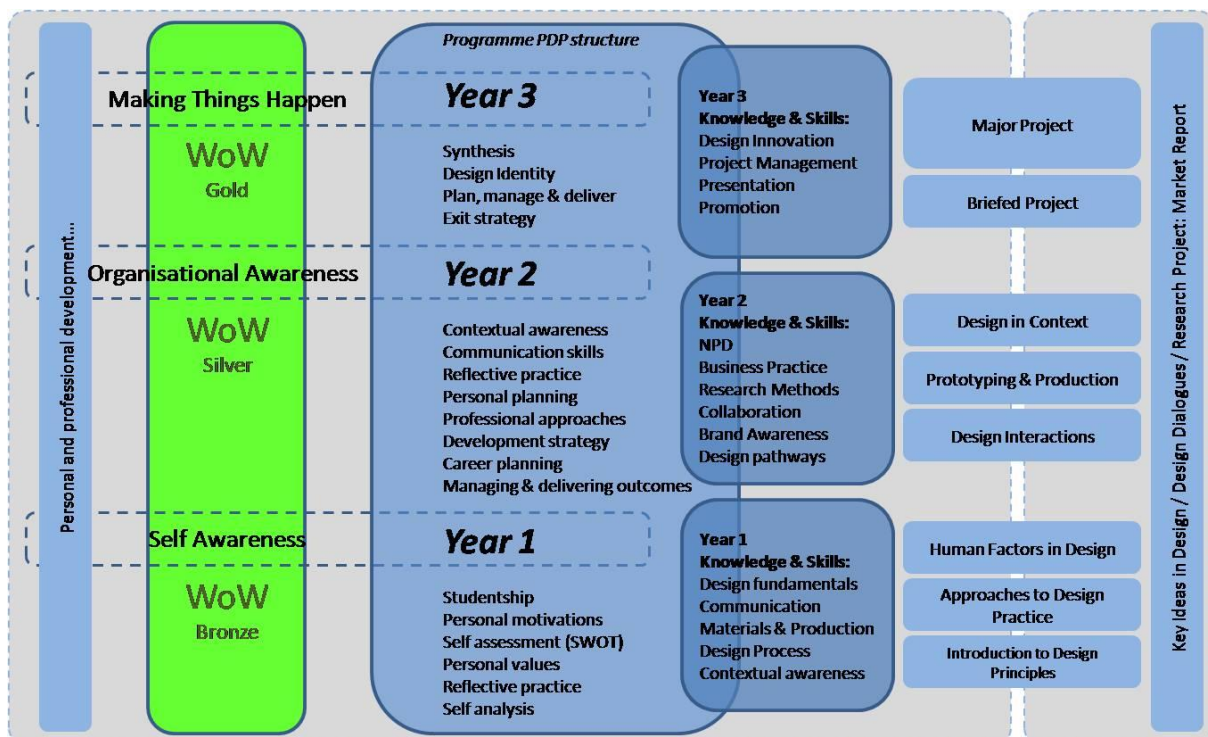 Personal and professional development...
Making Things Happen
WoW
Gold
Organisational Awareness
WoW
Silver
Self Awareness
WoW
Bronze
Programme PDP structure
Year 3
Synthesis
Design Identity
Plan, manage & deliver
Exit strategy
Year 2
Contextual awareness
Communication skills
Reflective practice
Personal planning
Professional approaches
Development strategy
Career planning
Managing & delivering outcomes
Year 1
Studentship
Personal motivations
Self assessment (SWOT)
Personal values
Reflective practice
Self analysis
Year 3
Knowledge & Skills:
Design Innovation
Project Management
Presentation
Promotion
Year 2
Knowledge & Skills:
NPD
Business Practice
Research Methods
Collaboration
Brand Awareness
Design pathways
Year 1
Knowledge & Skills:
Design fundamentals
Communication
Materials & Production
Design Process
Contextual awareness
Major Project
Briefed Project
Design in Context
Prototyping & Production
Design Interactions
Human Factors in Design
Approaches to Design
Practice
Introduction to Design
Principles
Key Ideas in Design / Design Dialogues / Research Project: Market Report